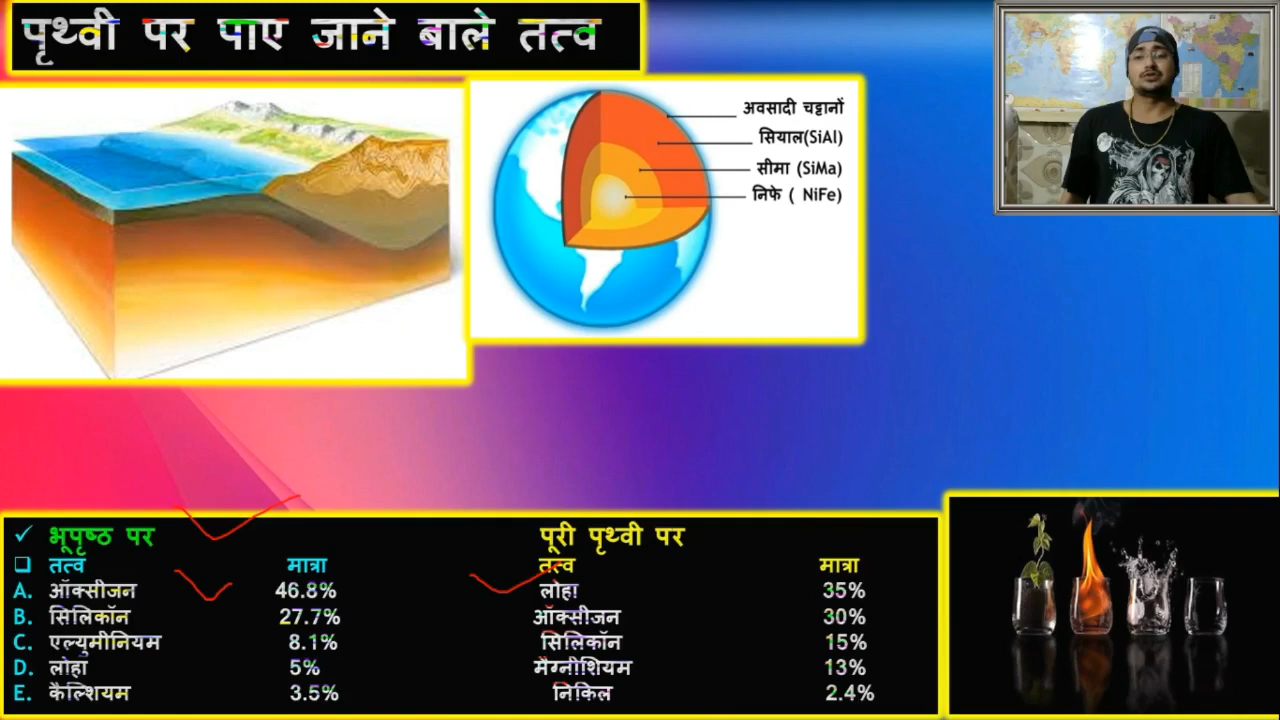 पृथ्वी पर पाए जाने बाले तत्व
अवसादी चट्टानों
सियाल(SiAl)
सीमा (SiMa)
निफे ( NiFe)
✓ भूपृष्ठ पर पूरी पृथ्वी पर
❑ तत्व मात्रा तत्व मात्रा
A. ऑक्सीजन 46.8% लोहा 35%
B. सिलिकॉन 27.7% ऑक्सीजन 30%
C. एल्युमीनियम 8.1% सिलिकॉन 15%
D. लोहा 5% मैग्नीशियम 13%
E. कैल्शियम 3.5% निकिल 2.4%